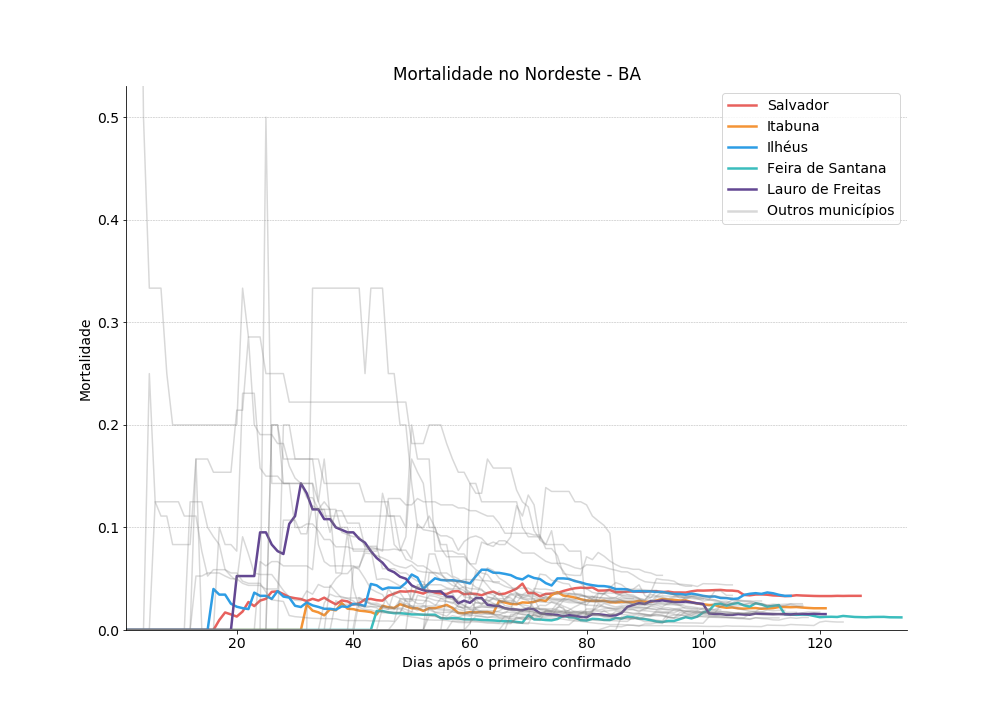 Mortalidade no Nordeste - BA
Salvador
Itabuna
Ilhéus
Feira de Santana
Lauro de Freitas
Outros municípios
Mortalidade
0.5
0.4
0.3
0.2
0.1
0.0
20
40
60
80
100
120
Dias após o primeiro confirmado